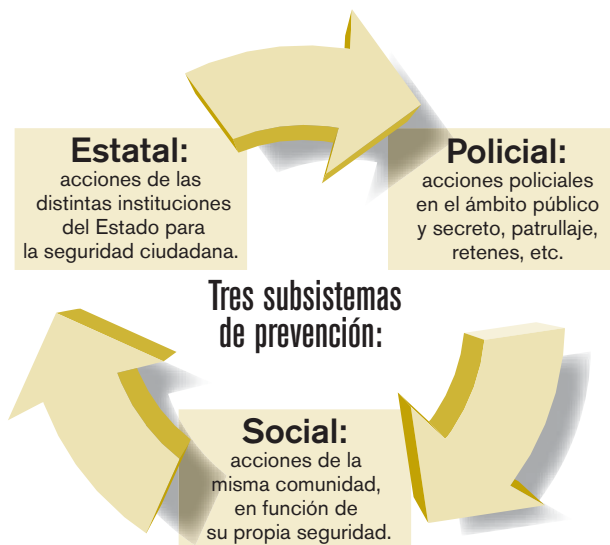 Estatal:
acciones de las
distintas instituciones
del Estado para
la seguridad ciudadana.
Policial:
acciones policiales
en el ámbito público
y secreto, patrullaje,
retenes, etc.
Tres subsistemas
de prevención:
Social:
acciones de la
misma comunidad,
en función de
su propia seguridad.